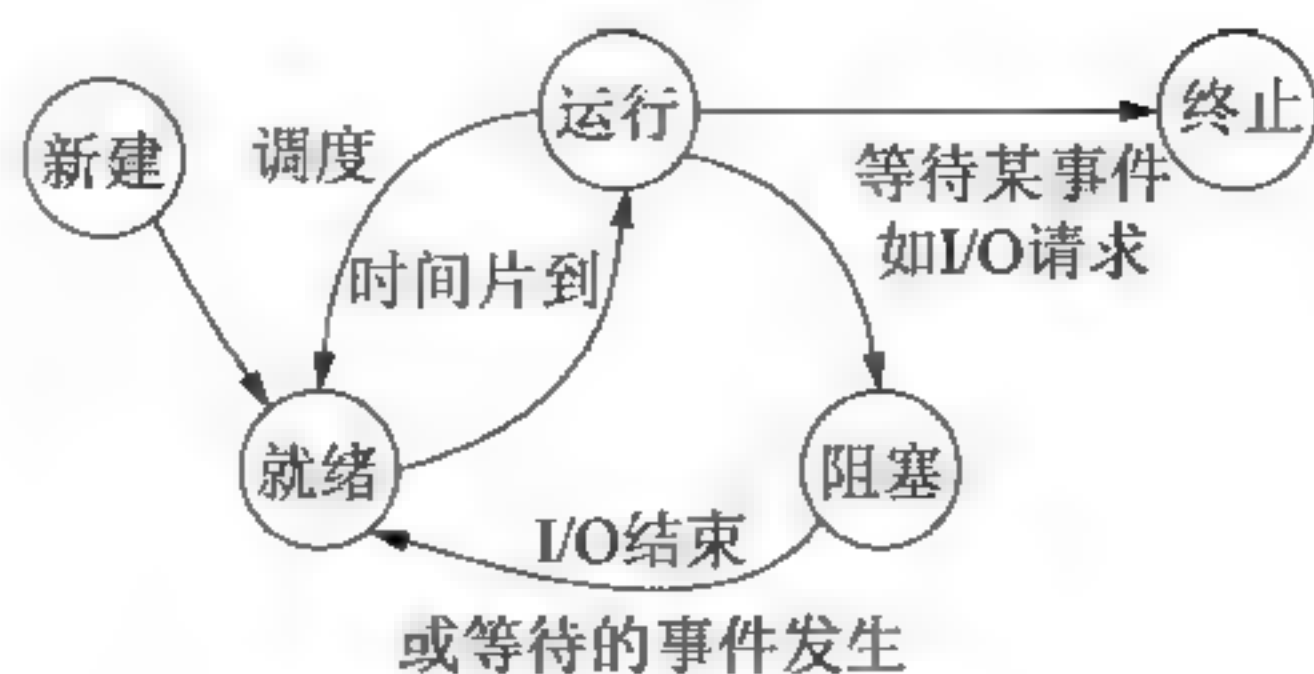 运行
终止
新建
调度
等待某事件
如I/O请求
时间片到
就绪
阻塞
I/O结束
或等待的事件发生